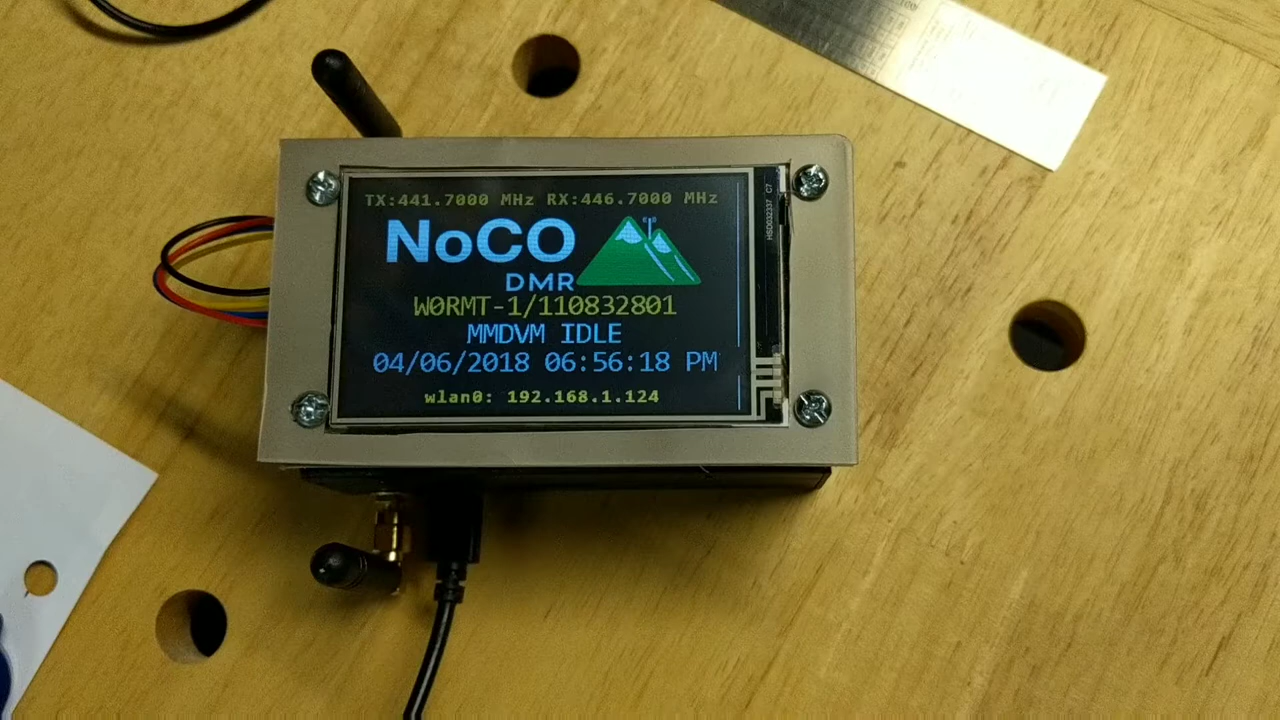 TX:441.7000 MHz RX:446.7000 MHz
NoCO
DMR
W0RMT-1/110832801
MMDVM IDLE
04/06/2018 06:56:18 PM
wlan0: 192.168.1.124